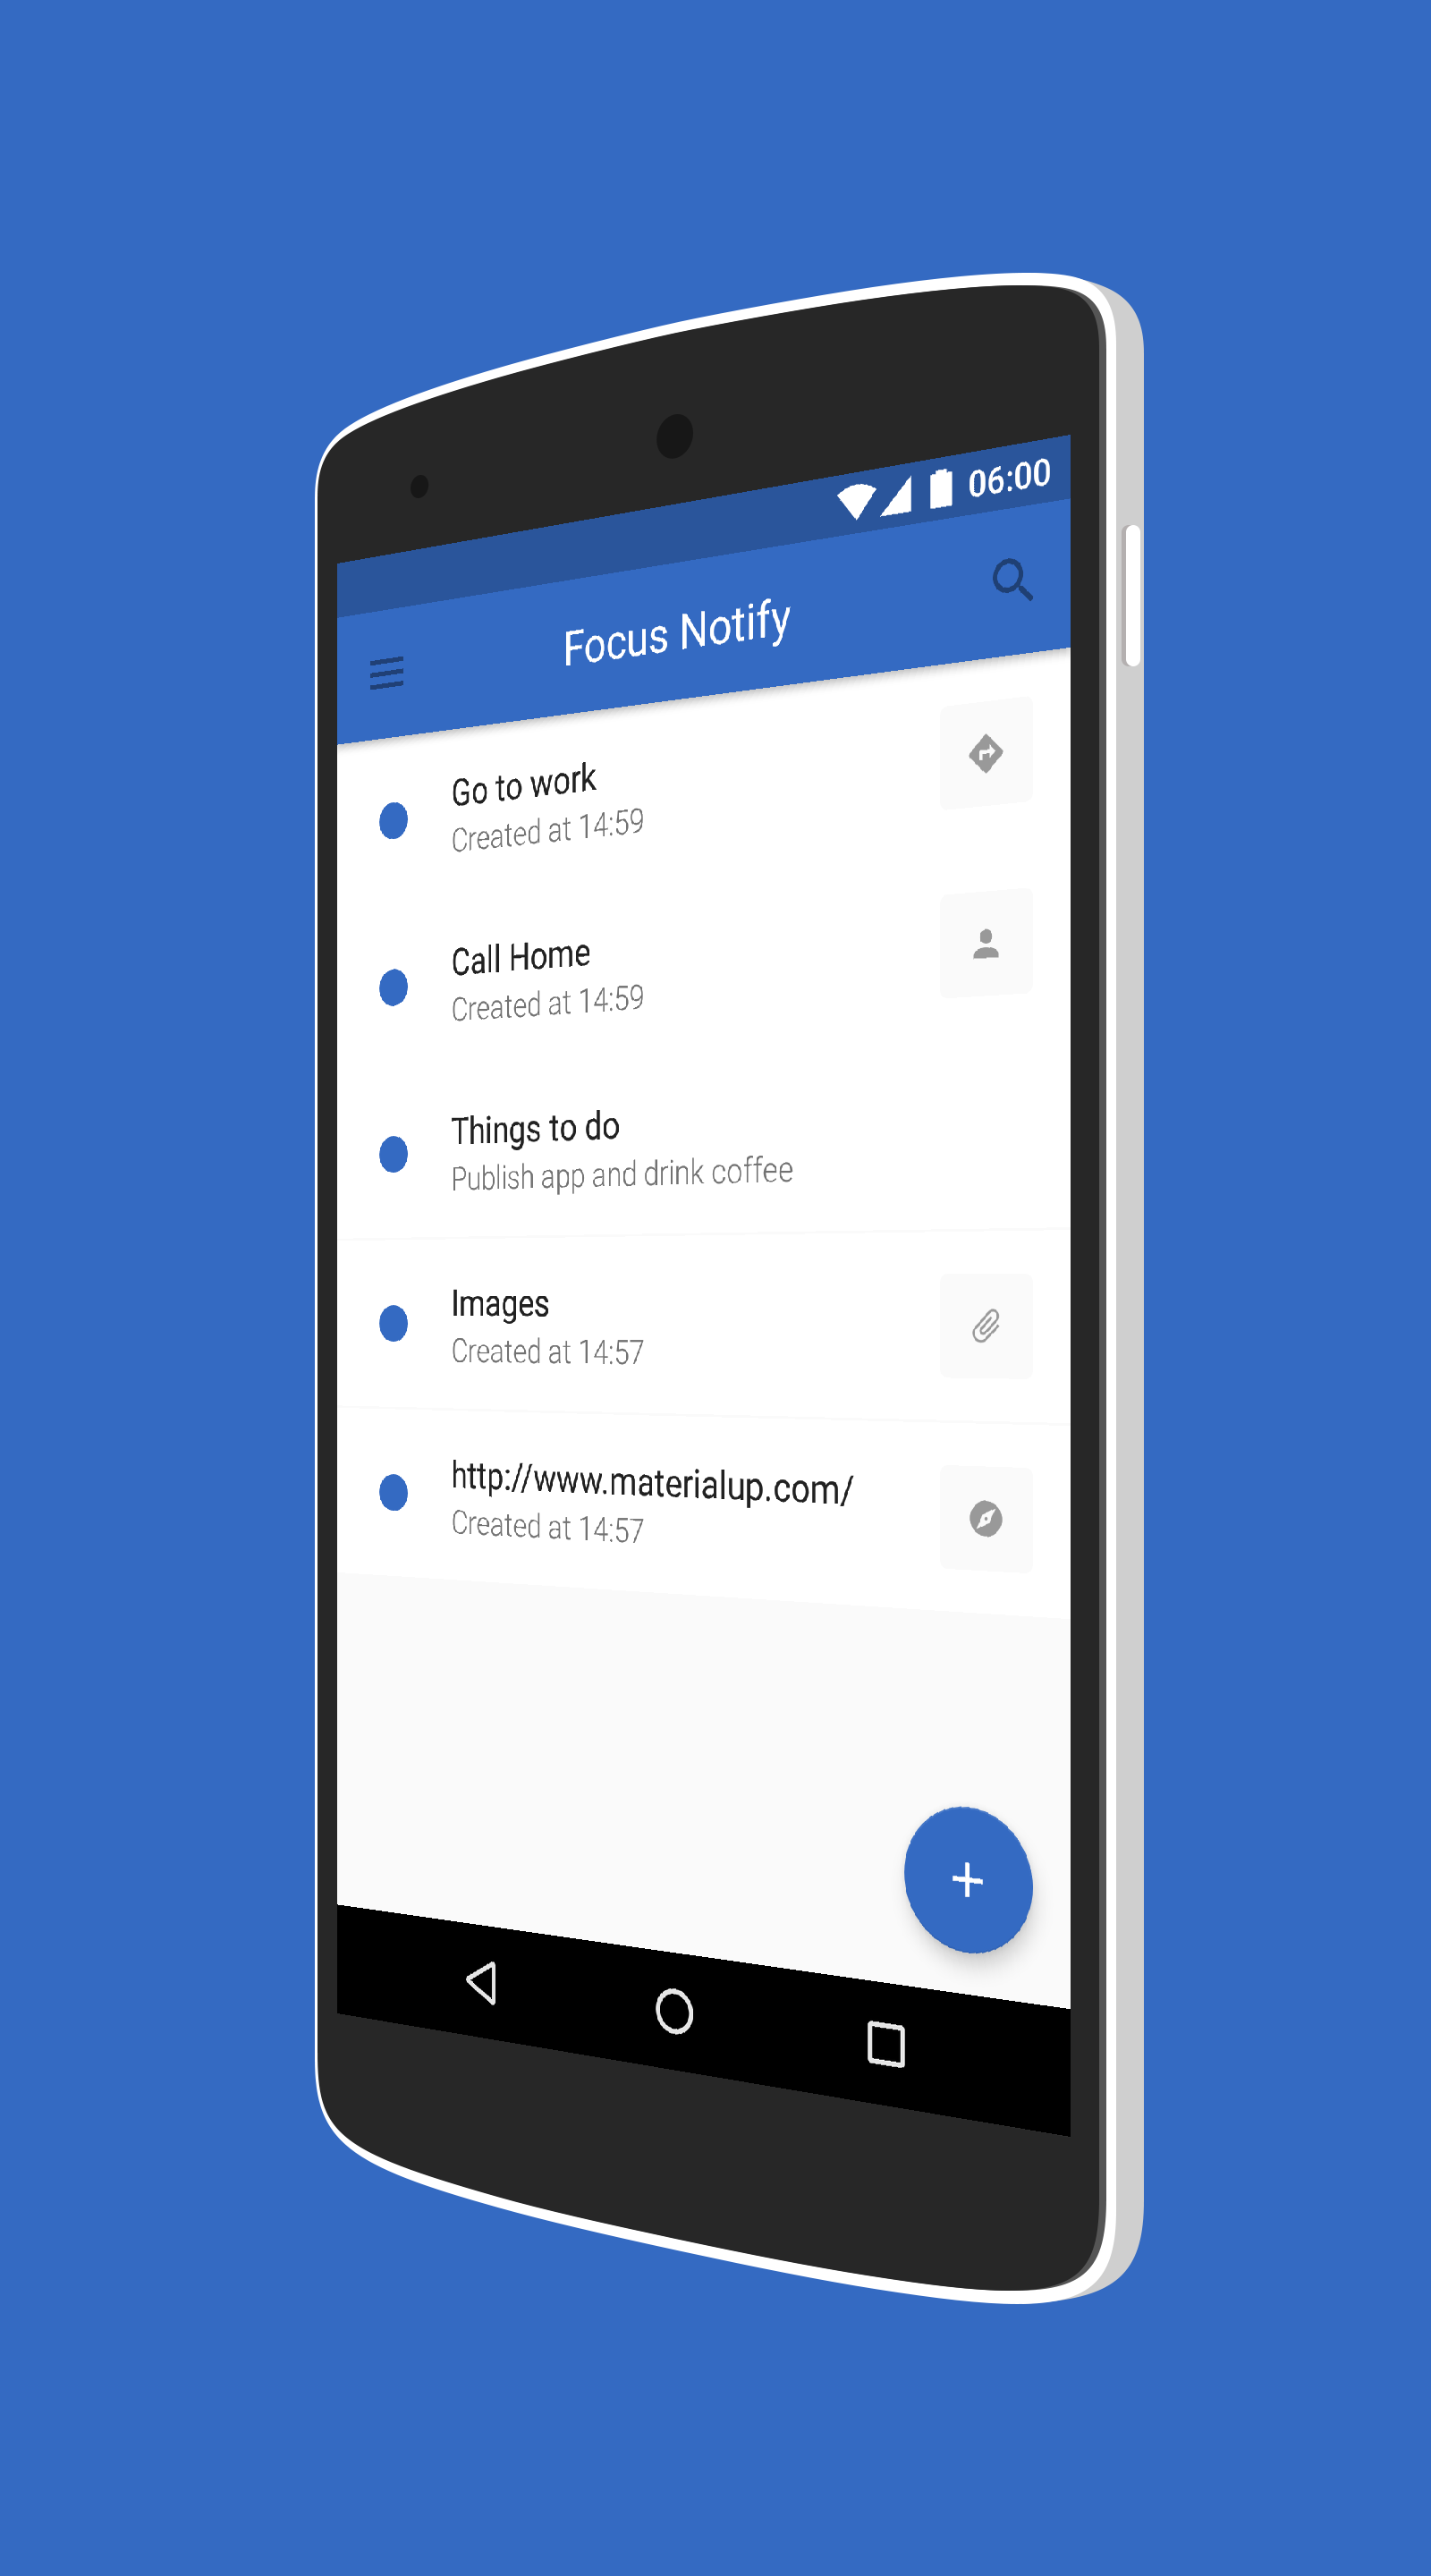 06:00
Focus Notify
Go to work
Created at 14:59
Call Home
Created at 14:59
Things to do
Publish app and drink coffee
Images
Created at 14:57
http://www.materialup.com/
Created at 14:57